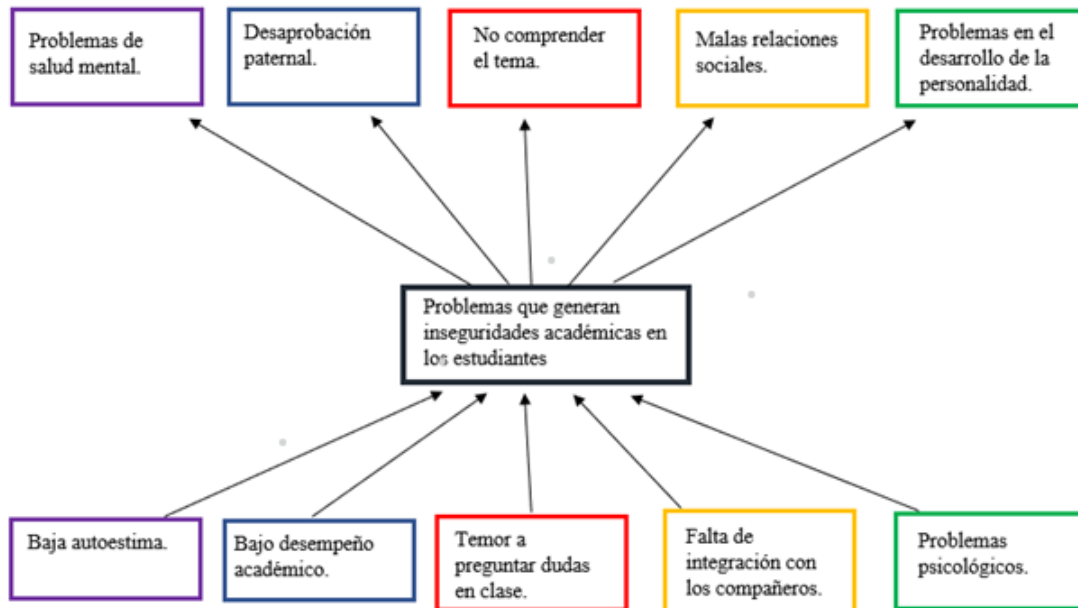 Problemas de
salud mental.
Desaprobación
paternal.
No comprender
el tema.
Malas relaciones
sociales.
Problemas en el
desarrollo de la
personalidad.
Problemas que generan
inseguridades académicas en
los estudiantes
Baja autoestima.
Bajo desempeño
académico.
Temor a
preguntar dudas
en clase.
Falta de
integración con
los compañeros.
Problemas
psicológicos.